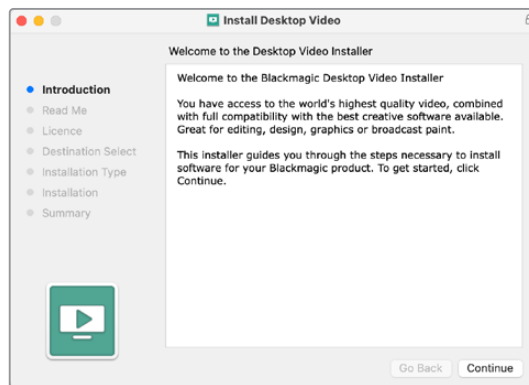 Install Desktop Video
Welcome to the Desktop Video Installer
Introduction
Read Me
Licence
Destination Select
Installation Type
Installation
Summary
Welcome to the Blackmagic Desktop Video Installer
You have access to the world's highest quality video, combined
with full compatibility with the best creative software available.
Great for editing, design, graphics or broadcast paint.
This installer guides you through the steps necessary to install
software for your Blackmagic product. To get started, click
Continue.
Go Back
Continue